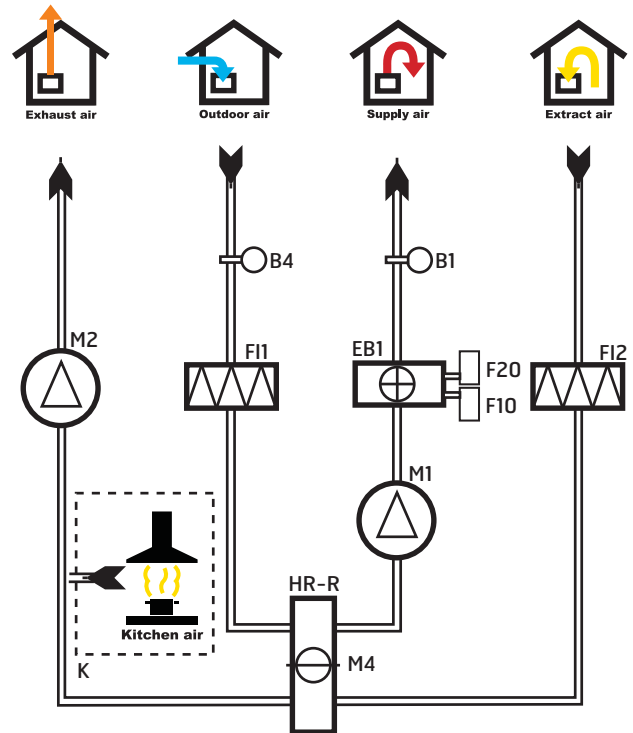 Exhaust air
Outdoor air
Supply air
Extract air
B4
B1
M2
FI1
EB1
F20
FI2
F10
M1
HR-R
Kitchen air
M4
K